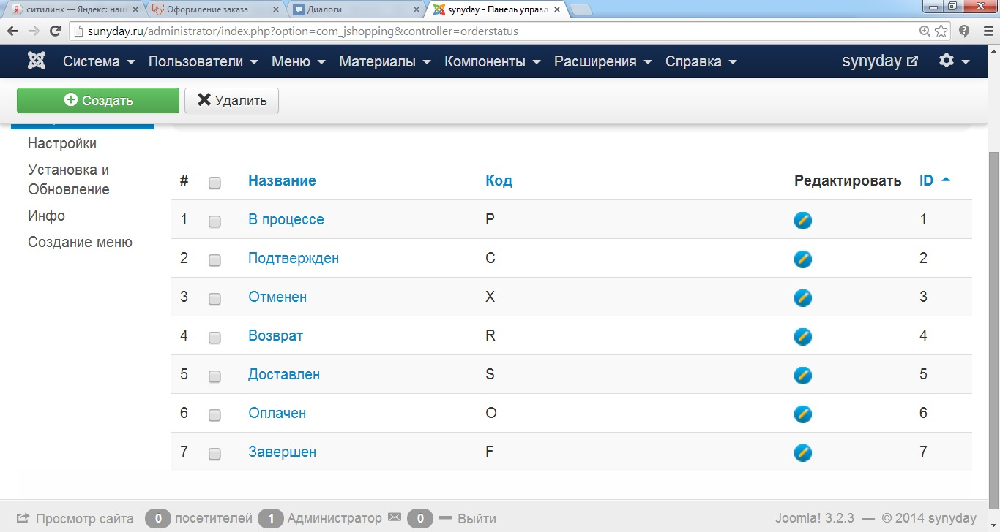 ситилинк — Яндекс: наш
Оформление заказа
Диалоги
synyday - Панель управл
sunyday.ru/administrator/index.php?option=com_jshopping&controller=orderstatus
Система Пользователи Меню Материалы Компоненты Расширения Справка synyday
Создать Удалить
Настройки
Установка и
Обновление
Инфо
Создание меню
# Название Код Редактировать ID
1 В процессе P 1
2 Подтвержден C 2
3 Отменен X 3
4 Возврат R 4
5 Доставлен S 5
6 Оплачен O 6
7 Завершен F 7
Просмотр сайта 0 посетителей 1 Администратор 0 Выйти Joomla! 3.2.3 — © 2014 synyday